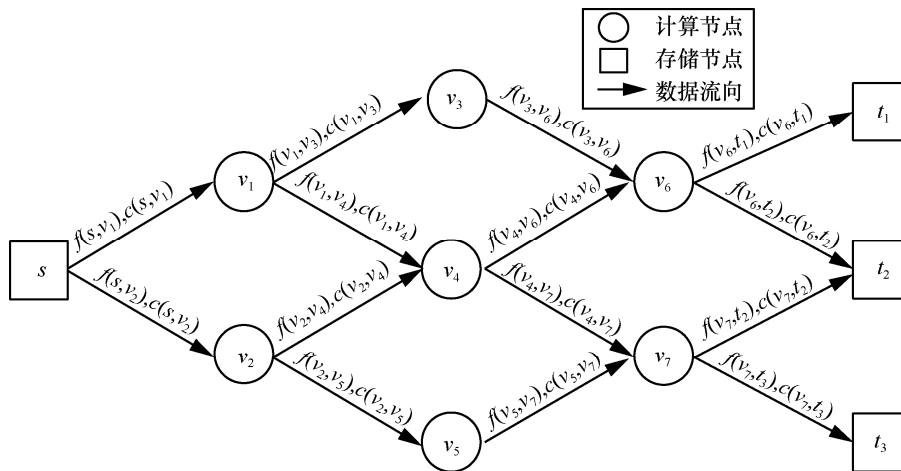 计算节点
存储节点
数据流向
v₃
t₁
f(v₁,v₃),c(v₁,v₃)
f(v₃,v₆),c(v₃,v₆)
f(v₆,t₁),c(v₆,t₁)
v₁
v₆
f(s,v₁),c(s,v₁)
f(v₁,v₄),c(v₁,v₄)
f(v₄,v₆),c(v₄,v₆)
f(v₆,t₂),c(v₆,t₂)
s
v₄
t₂
f(s,v₂),c(s,v₂)
f(v₂,v₄),c(v₂,v₄)
f(v₄,v₇),c(v₄,v₇)
f(v₇,t₂),c(v₇,t₂)
v₂
v₇
f(v₂,v₅),c(v₂,v₅)
f(v₅,v₇),c(v₅,v₇)
f(v₇,t₃),c(v₇,t₃)
v₅
t₃